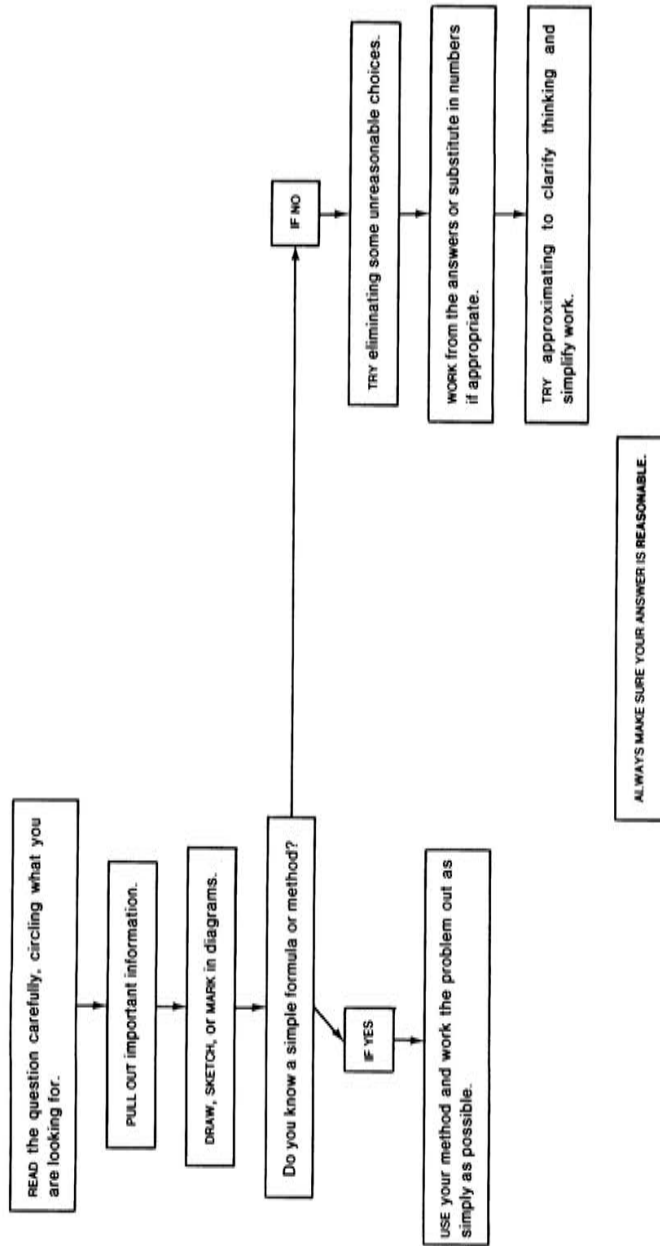 READ the question carefully, circling what you
are looking for.
PULL OUT important information.
DRAW, SKETCH, or MARK in diagrams.
Do you know a simple formula or method?
IF YES
USE your method and work the problem out as
simply as possible.
IF NO
TRY eliminating some unreasonable choices.
WORK from the answers or substitute in numbers
if appropriate.
TRY approximating to clarify thinking and
simplify work.
ALWAYS MAKE SURE YOUR ANSWER IS REASONABLE.